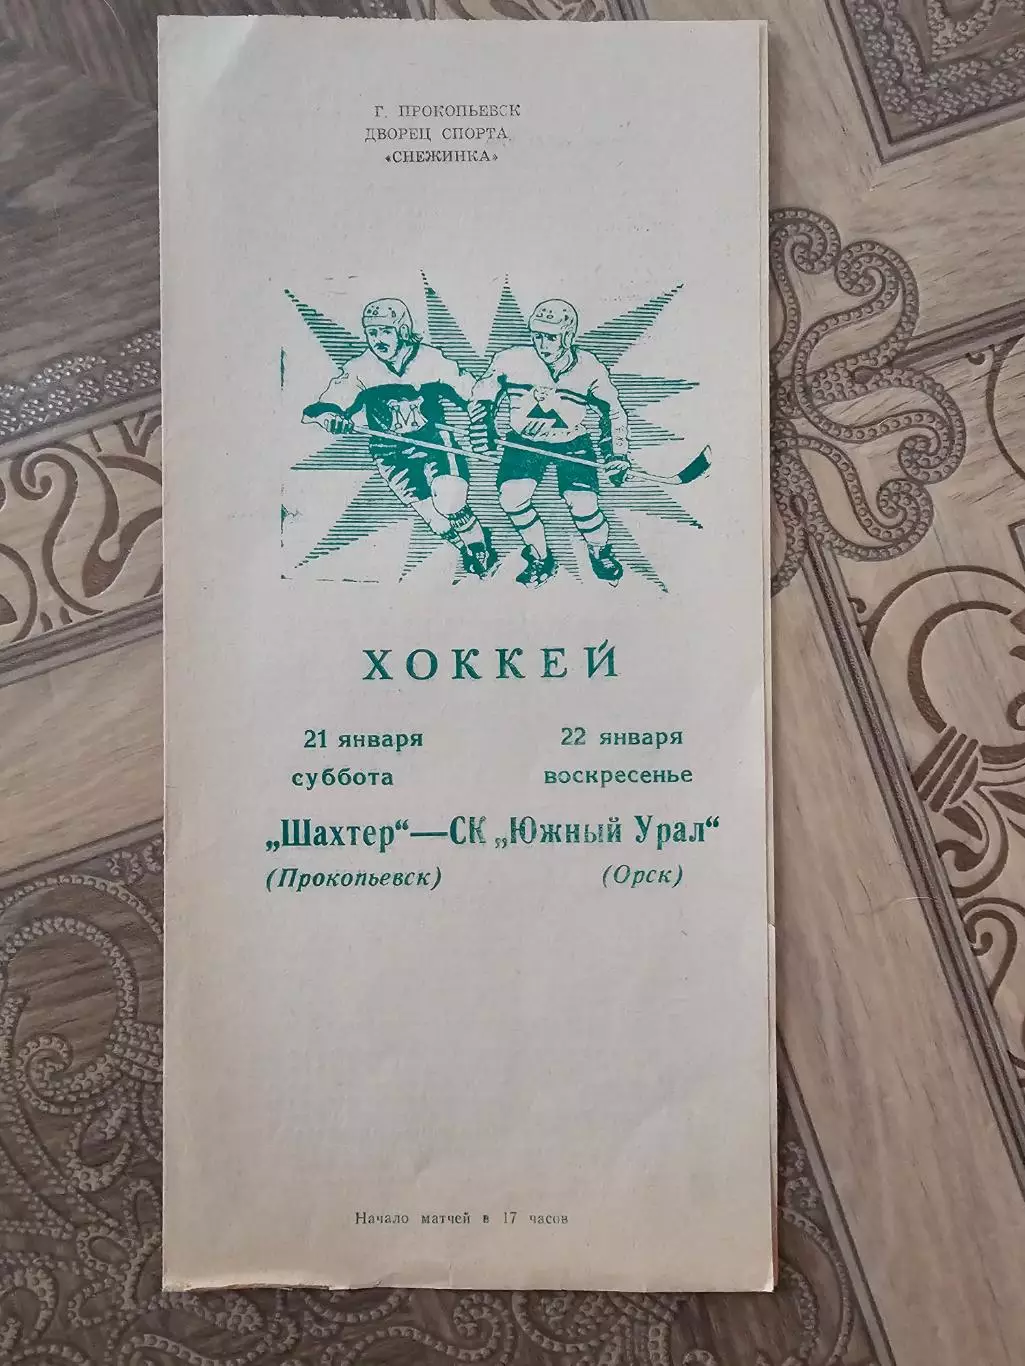 Г. ПРОКОПЬЕВСК
ДВОРЕЦ СПОРТА
«СНЕЖИНКА»
ХОККЕЙ
21 января 22 января
суббота воскресенье
„Шахтер“—СК „Южный Урал“
(Прокопьевск) (Орск)
Начало матчей в 17 часов